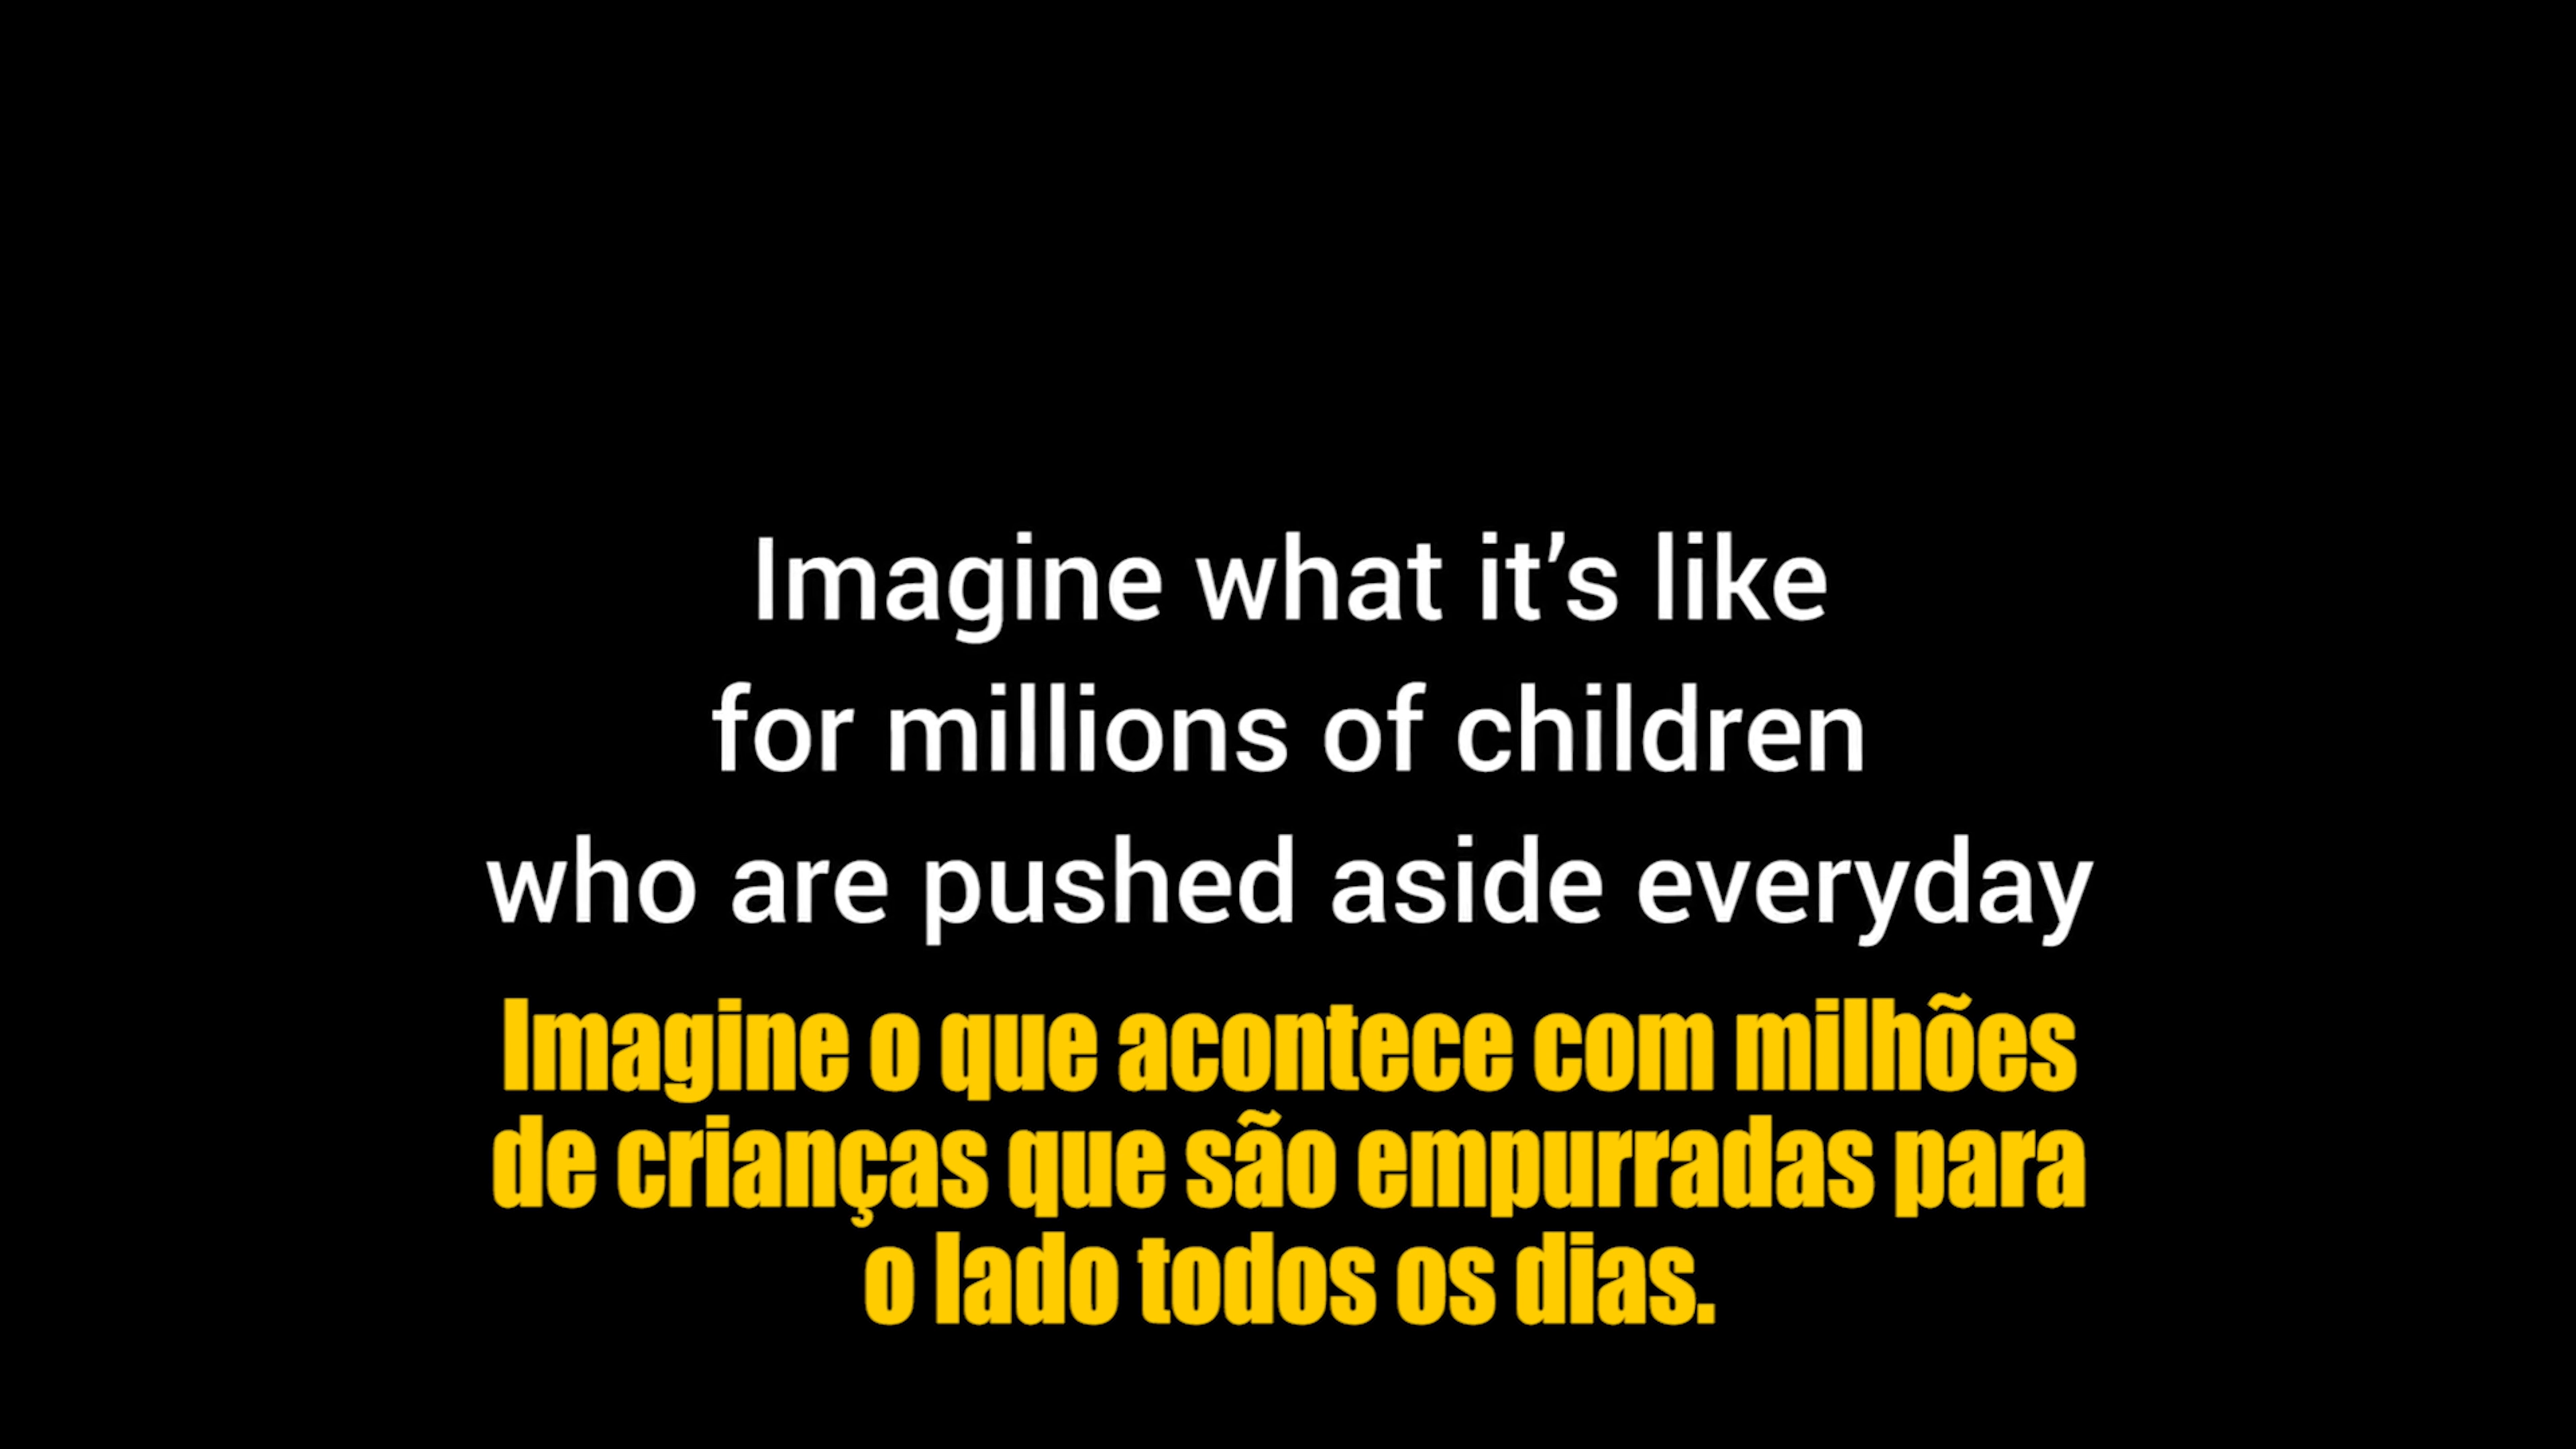 Imagine what it’s like
for millions of children
who are pushed aside everyday
Imagine o que acontece com milhões
de crianças que são empurradas para
o lado todos os dias.